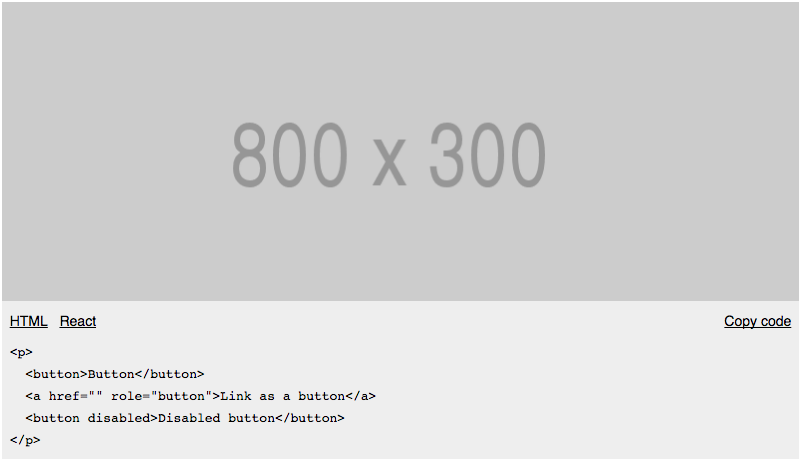 800 x 300
HTML React Copy code
<p>
  <button>Button</button>
  <a href="" role="button">Link as a button</a>
  <button disabled>Disabled button</button>
</p>